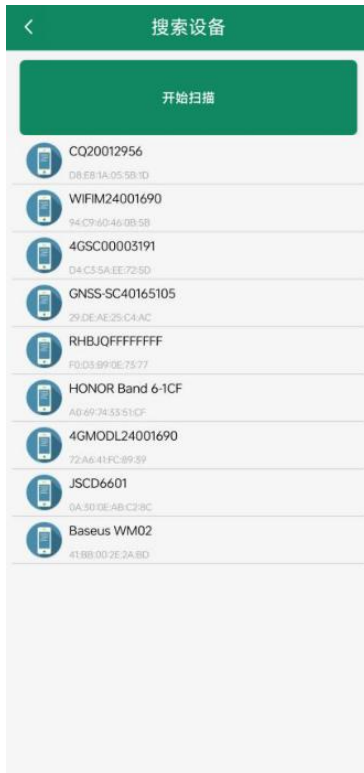 搜索设备
开始扫描
CQ20012956
D8:E8:1A:05:5B:1D
WIFIM24001690
94:C9:60:46:0B:5B
4GSC00003191
D4:C3:5A:EE:72:5D
GNSS-SC40165105
29:DE:AE:25:C4:AC
RHBJQFFFFFFFF
F0:D3:B9:0E:73:77
HONOR Band 6-1CF
A0:69:74:55:51:CF
4GMODL24001690
72:A6:41:FC:89:59
JSCD6601
0A:30:0E:AB:C2:8C
Baseus WM02
41:BB:00:2E:2A:BD